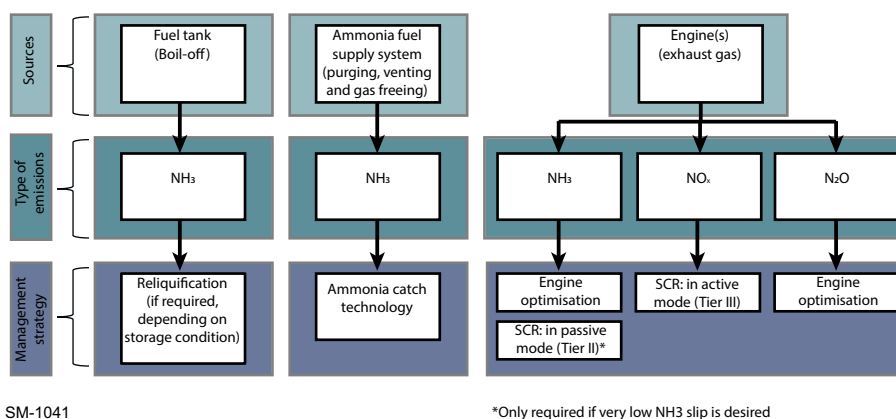 Sources
Fuel tank
(Boil-off)
Ammonia fuel
supply system
(purging, venting
and gas freeing)
Engine(s)
(exhaust gas)
Type of
emissions
NH₃
NH₃
NH₃
NOₓ
N₂O
Management
strategy
Reliquification
(if required,
depending on
storage condition)
Ammonia catch
technology
Engine
optimisation
SCR: in passive
mode (Tier II)*
SCR: in active
mode (Tier III)
Engine
optimisation
SM-1041
*Only required if very low NH3 slip is desired